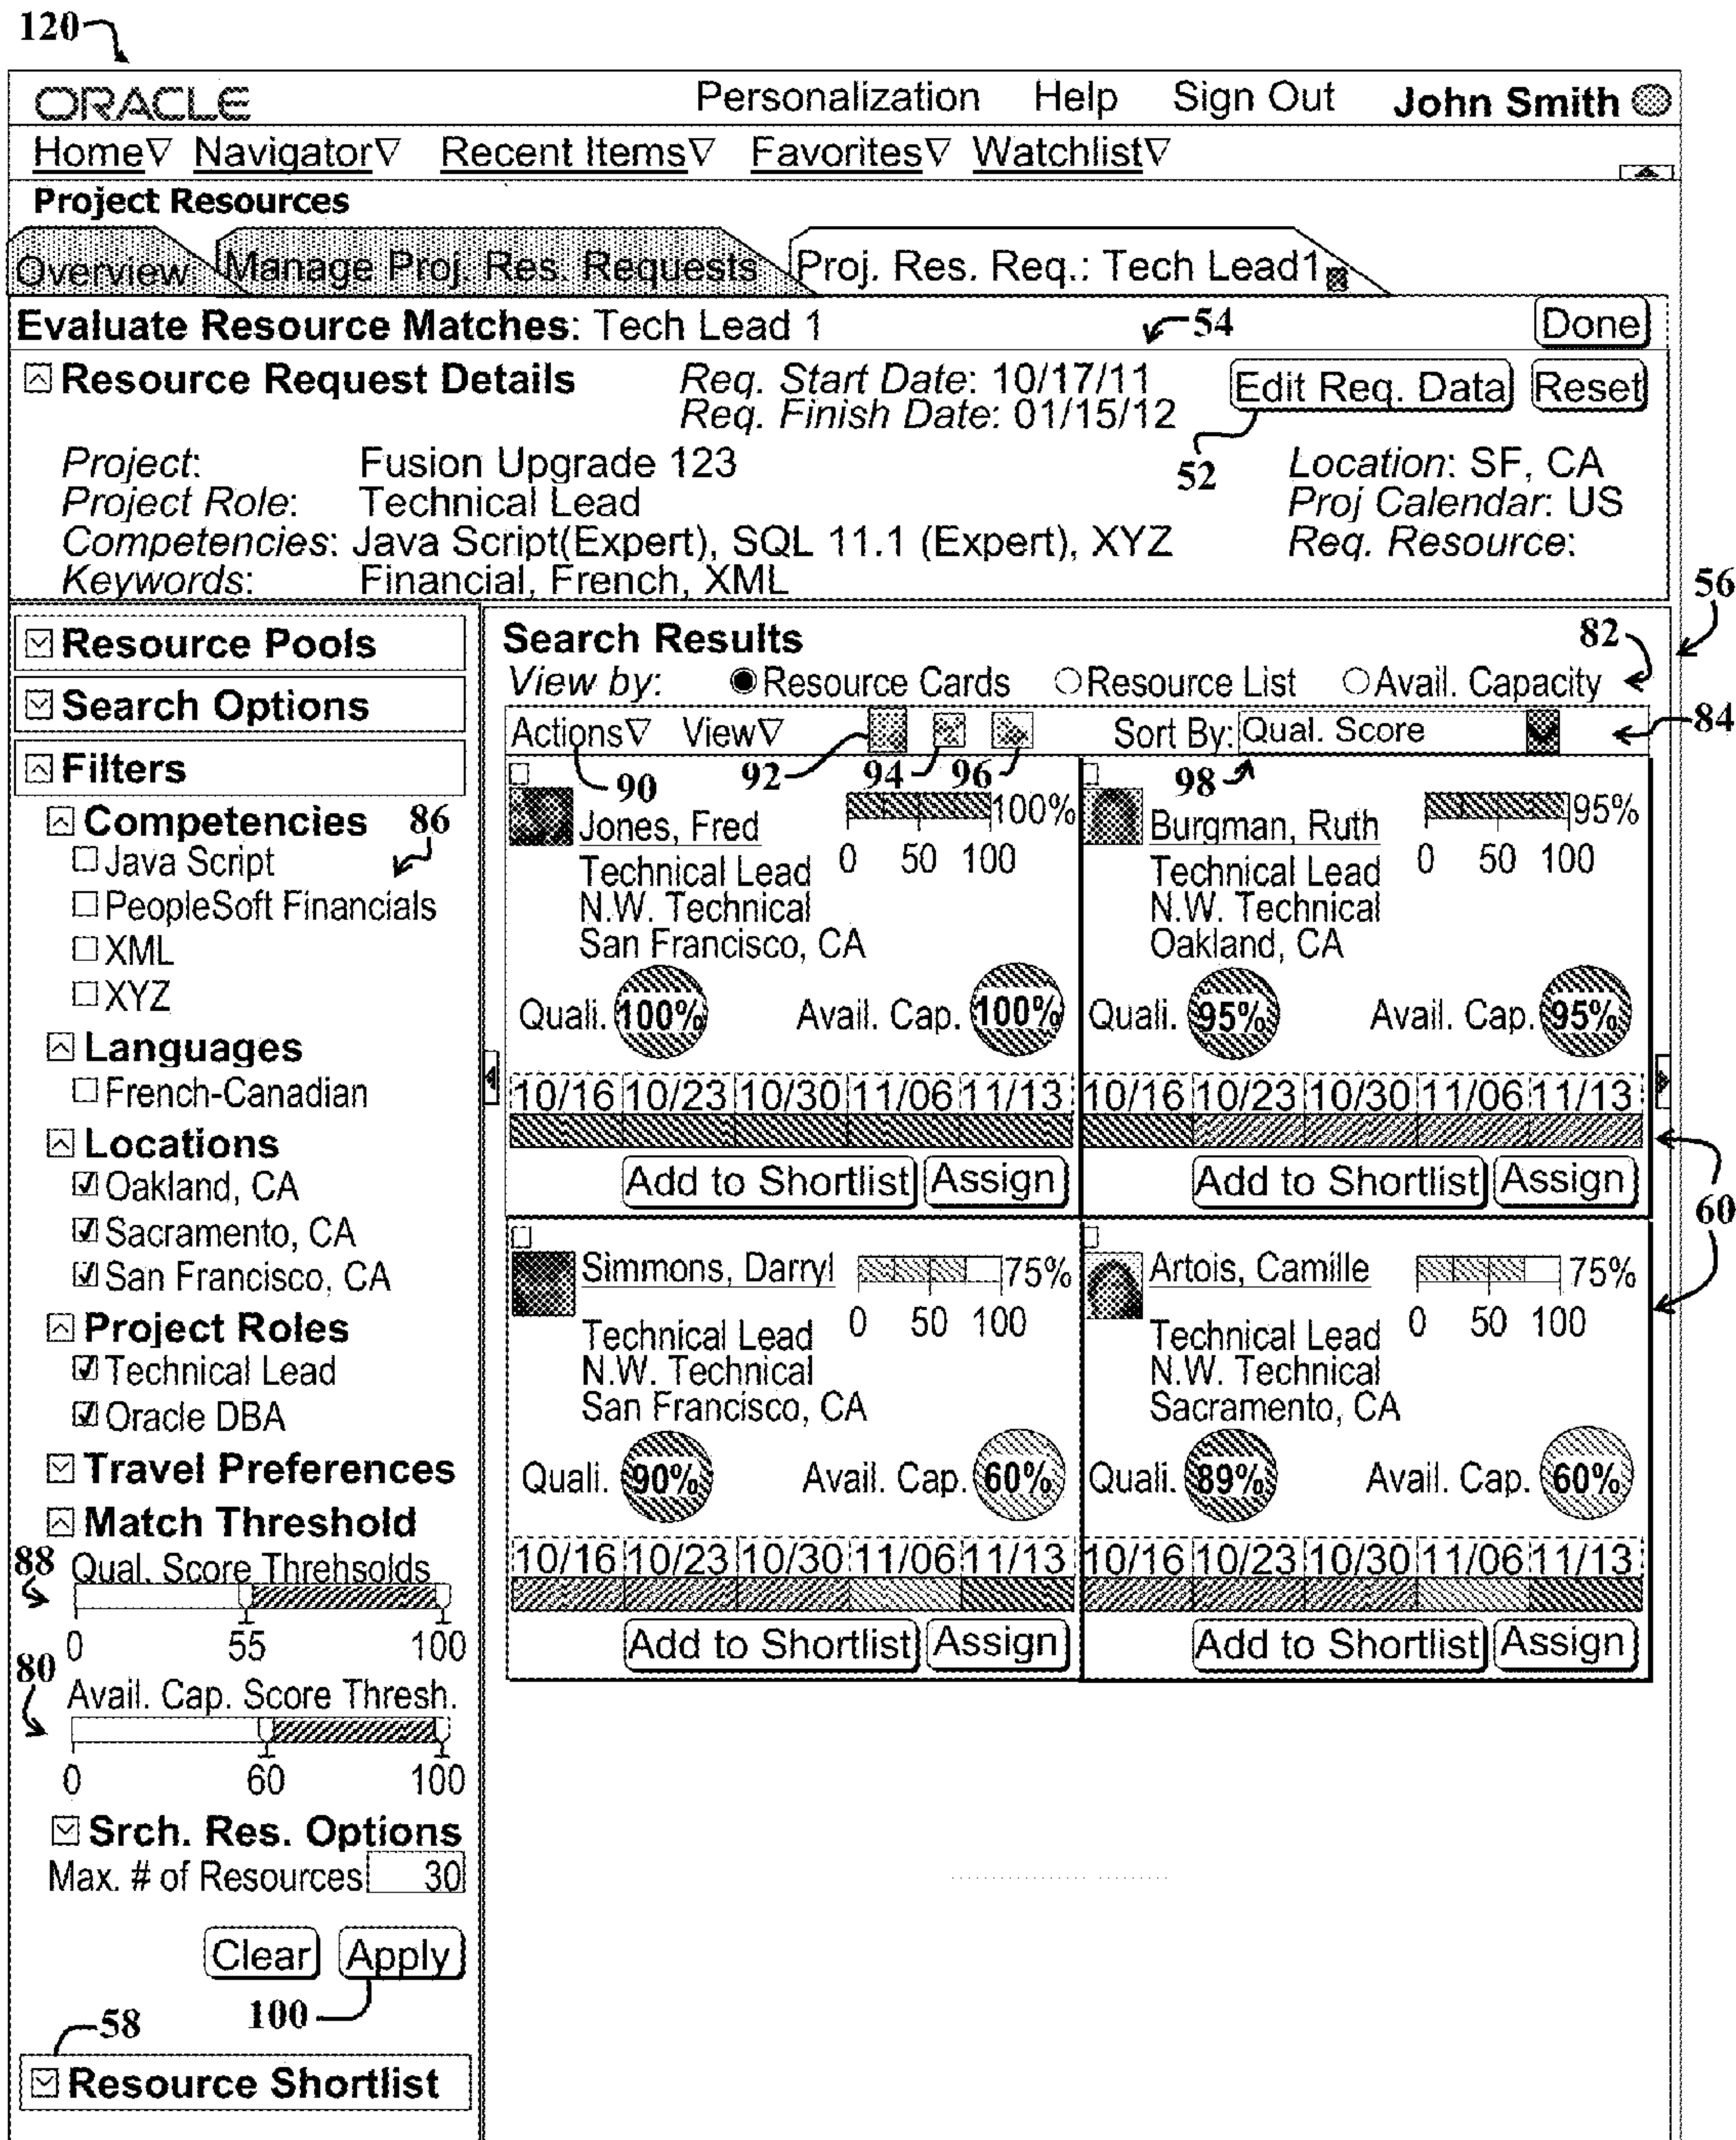 120
ORACLE Personalization Help Sign Out John Smith
Home▽ Navigator▽ Recent Items▽ Favorites▽ Watchlist▽
Project Resources
Overview Manage Proj. Res. Requests Proj. Res. Req.: Tech Lead1
Evaluate Resource Matches: Tech Lead 1 54 Done
Resource Request Details Req. Start Date: 10/17/11 Edit Req. Data Reset
Req. Finish Date: 01/15/12
52
Project: Fusion Upgrade 123 Location: SF, CA
Project Role: Technical Lead Proj Calendar: US
Competencies: Java Script(Expert), SQL 11.1 (Expert), XYZ Req. Resource:
Keywords: Financial, French, XML
56
Resource Pools
Search Options
Filters
Competencies 86
Java Script
PeopleSoft Financials
XML
XYZ
Languages
French-Canadian
Locations
Oakland, CA
Sacramento, CA
San Francisco, CA
Project Roles
Technical Lead
Oracle DBA
Travel Preferences
Match Threshold
88 Qual. Score Threhsolds
0 55 100
80 Avail. Cap. Score Thresh.
0 60 100
Srch. Res. Options
Max. # of Resources 30
Clear Apply
100
58
Resource Shortlist
Search Results 82
View by: Resource Cards Resource List Avail. Capacity
Actions▽ View▽ Sort By: Qual. Score 84
90 92 94 96 98
Jones, Fred 100%
0 50 100
Technical Lead
N.W. Technical
San Francisco, CA
Quali. 100% Avail. Cap. 100%
10/16 10/23 10/30 11/06 11/13
Add to Shortlist Assign
Burgman, Ruth 95%
0 50 100
Technical Lead
N.W. Technical
Oakland, CA
Quali. 95% Avail. Cap. 95%
10/16 10/23 10/30 11/06 11/13
Add to Shortlist Assign
60
Simmons, Darryl 75%
0 50 100
Technical Lead
N.W. Technical
San Francisco, CA
Quali. 90% Avail. Cap. 60%
10/16 10/23 10/30 11/06 11/13
Add to Shortlist Assign
Artois, Camille 75%
0 50 100
Technical Lead
N.W. Technical
Sacramento, CA
Quali. 89% Avail. Cap. 60%
10/16 10/23 10/30 11/06 11/13
Add to Shortlist Assign